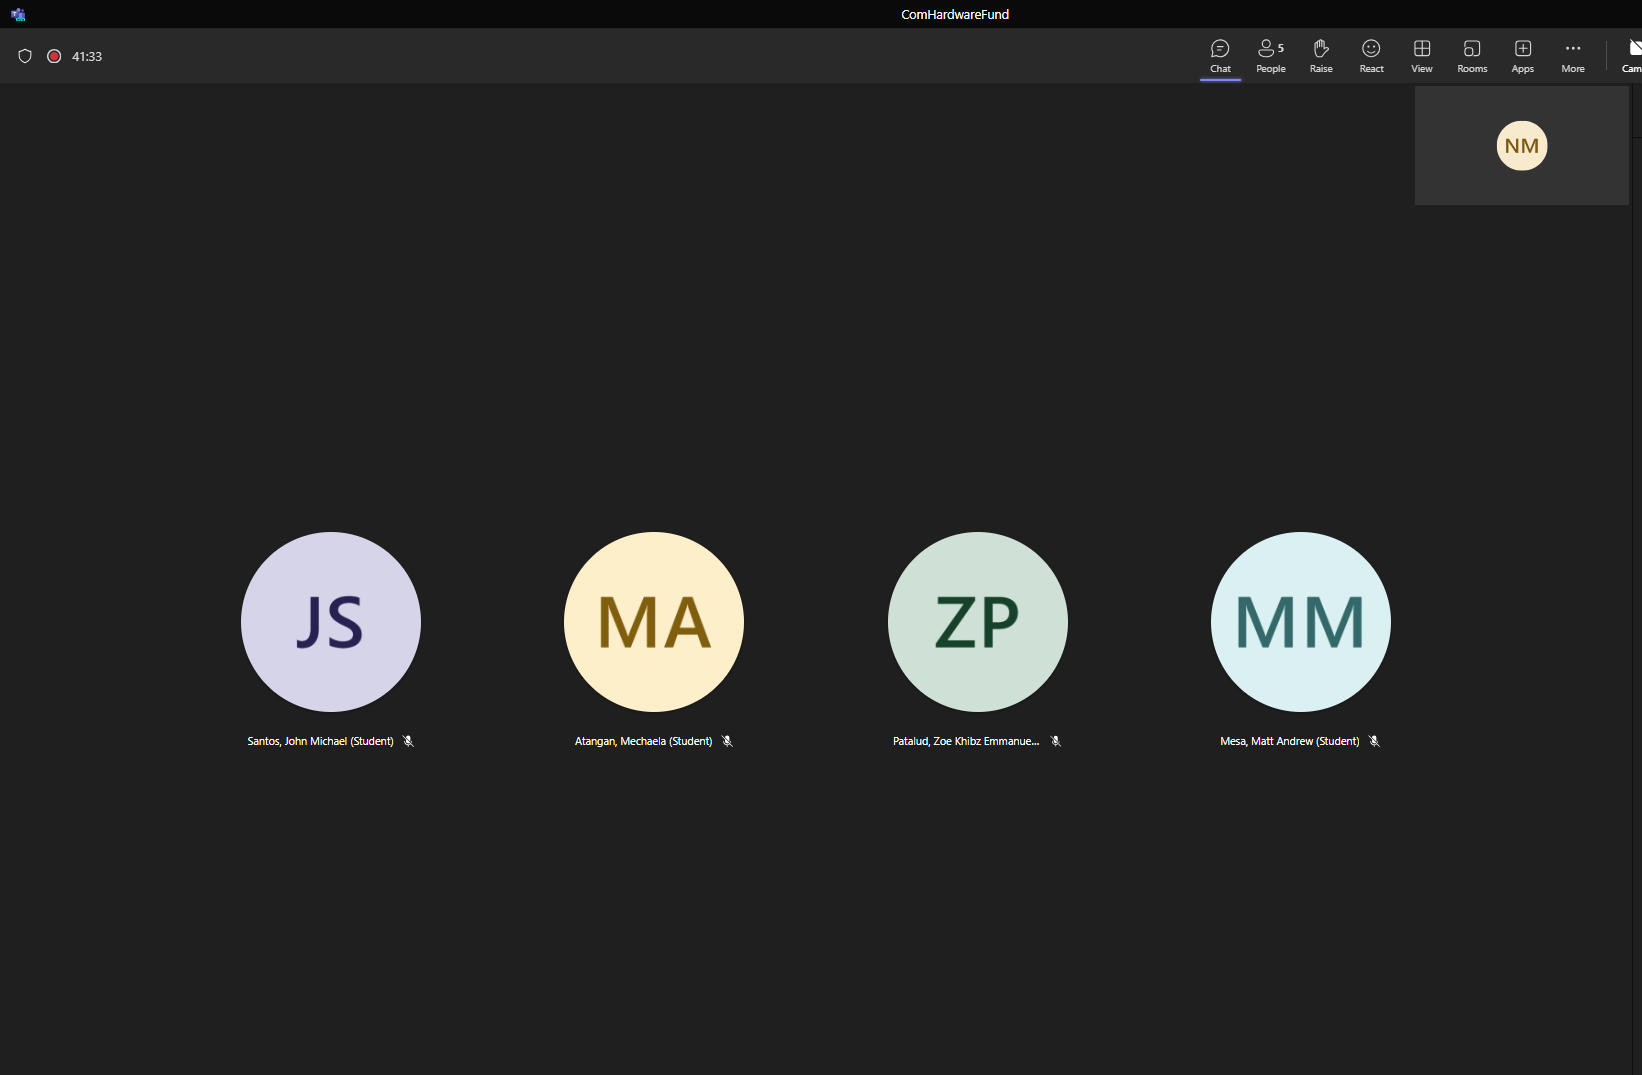 ComHardwareFund
41:33
Chat
5
People
Raise
React
View
Rooms
Apps
More
Cam
NM
JS
MA
ZP
MM
Santos, John Michael (Student)
Atangan, Mechaela (Student)
Patalud, Zoe Khibz Emmanue...
Mesa, Matt Andrew (Student)